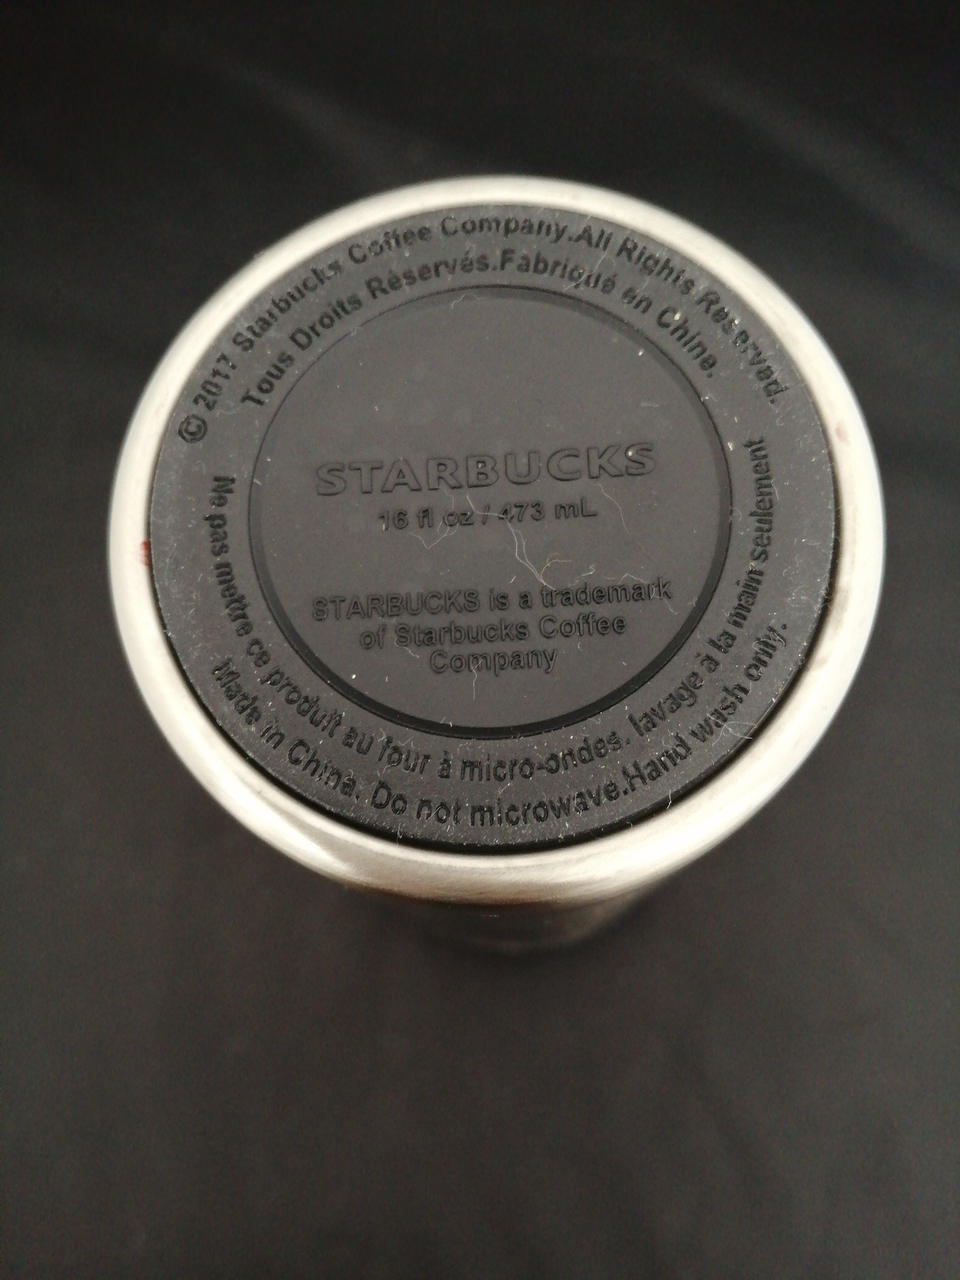 © 2017 Starbucks Coffee Company.All Rights Reserved.
Tous Droits Réservés.Fabriqué en Chine.
STARBUCKS
16 fl oz / 473 mL
STARBUCKS is a trademark
of Starbucks Coffee
Company
Ne pas mettre ce produit au four à micro-ondes. lavage à la main seulement
Made in China. Do not microwave.Hand wash only.